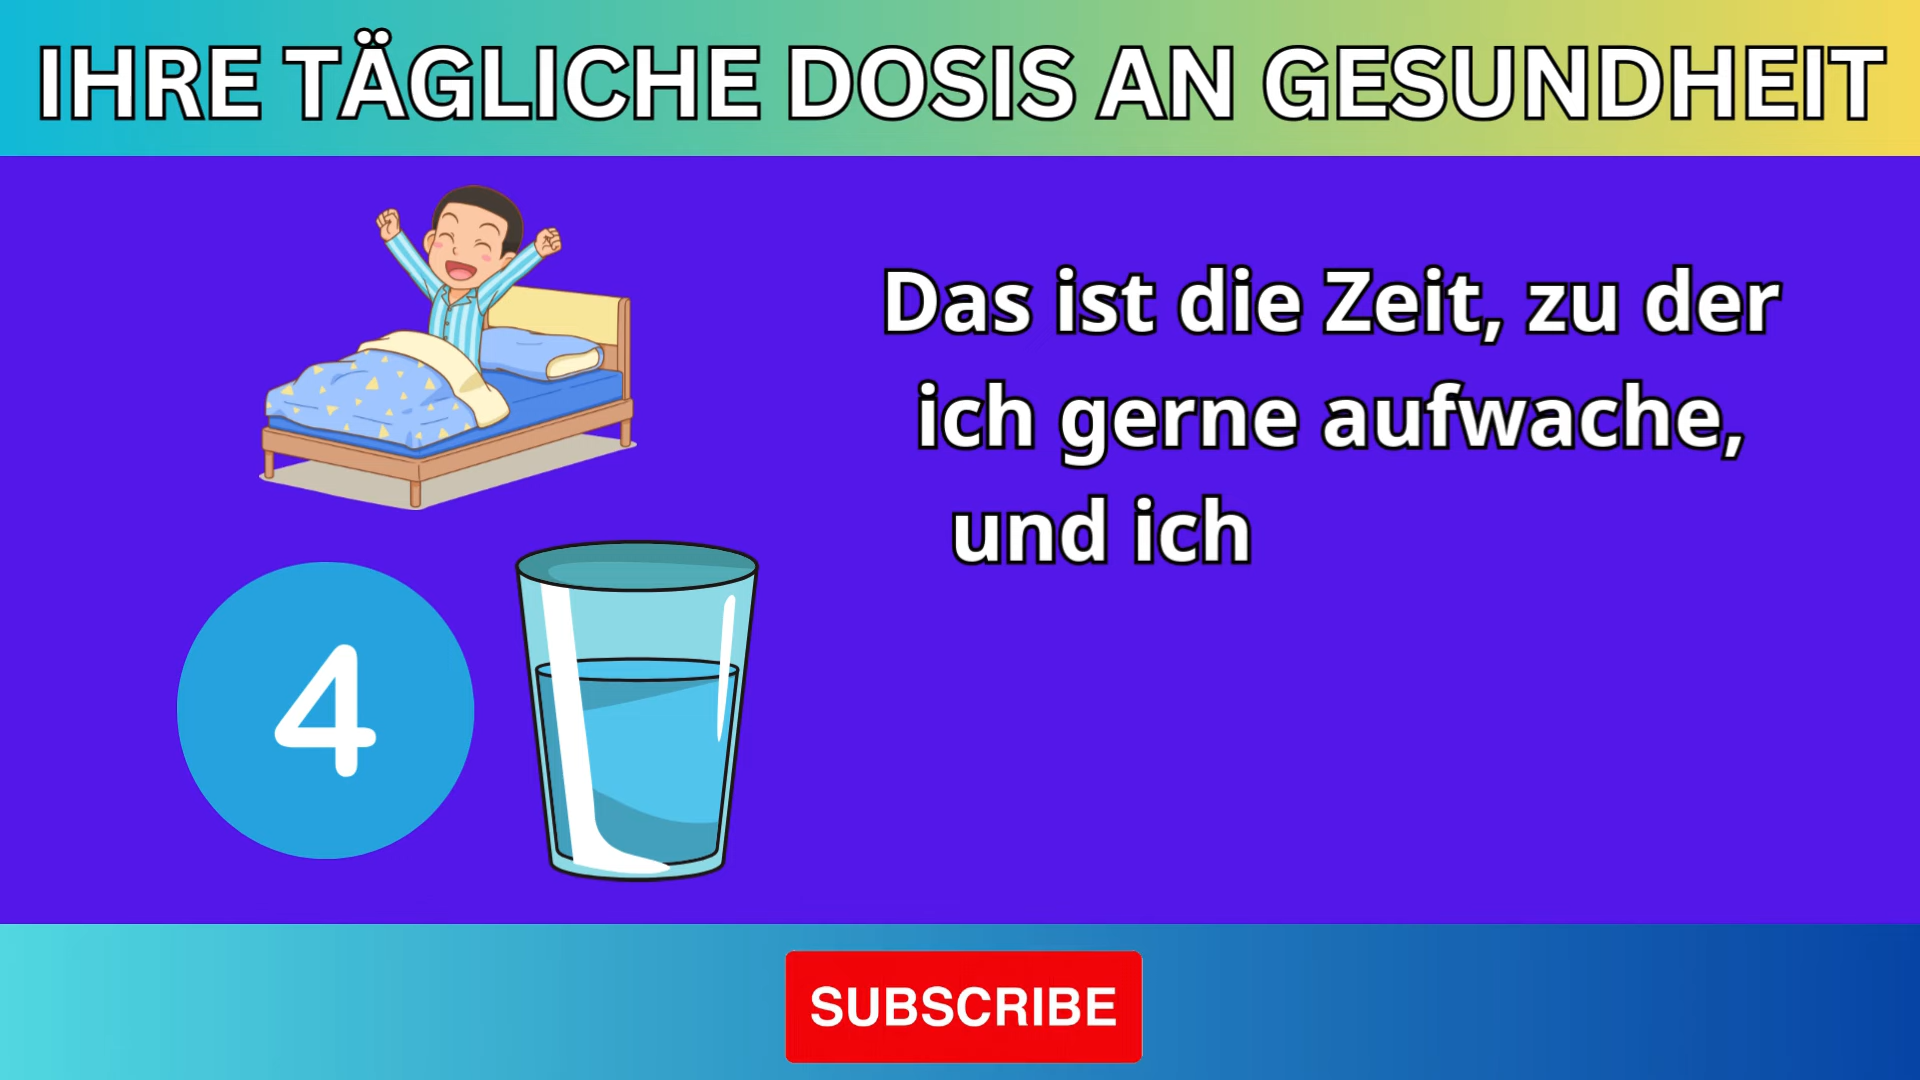 IHRE TÄGLICHE DOSIS AN GESUNDHEIT
Das ist die Zeit, zu der
ich gerne aufwache,
und ich
4
SUBSCRIBE